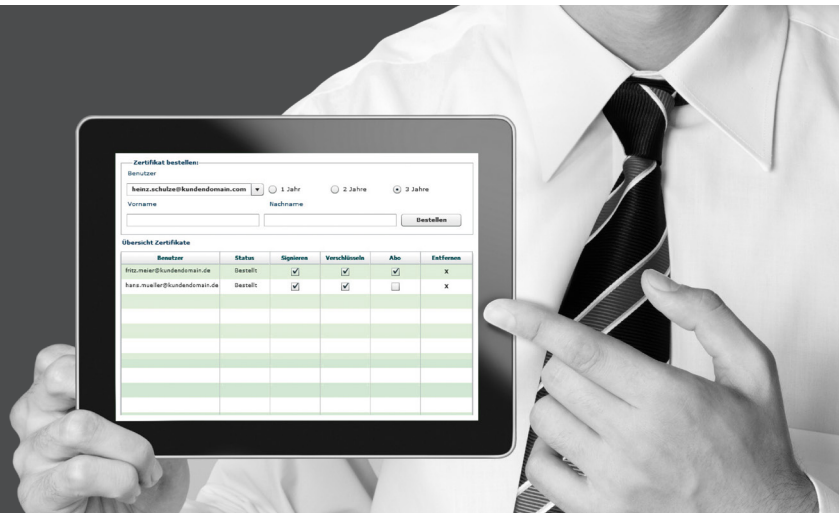 Zertifikat bestellen:
Benutzer
heinz.schulze@kundendomain.com 1 Jahr 2 Jahre 3 Jahre
Vorname Nachname
Bestellen
Übersicht Zertifikate
Benutzer Status Signieren Verschlüsseln Abo Entfernen
fritz.meier@kundendomain.de Bestellt x
hans.mueller@kundendomain.de Bestellt x